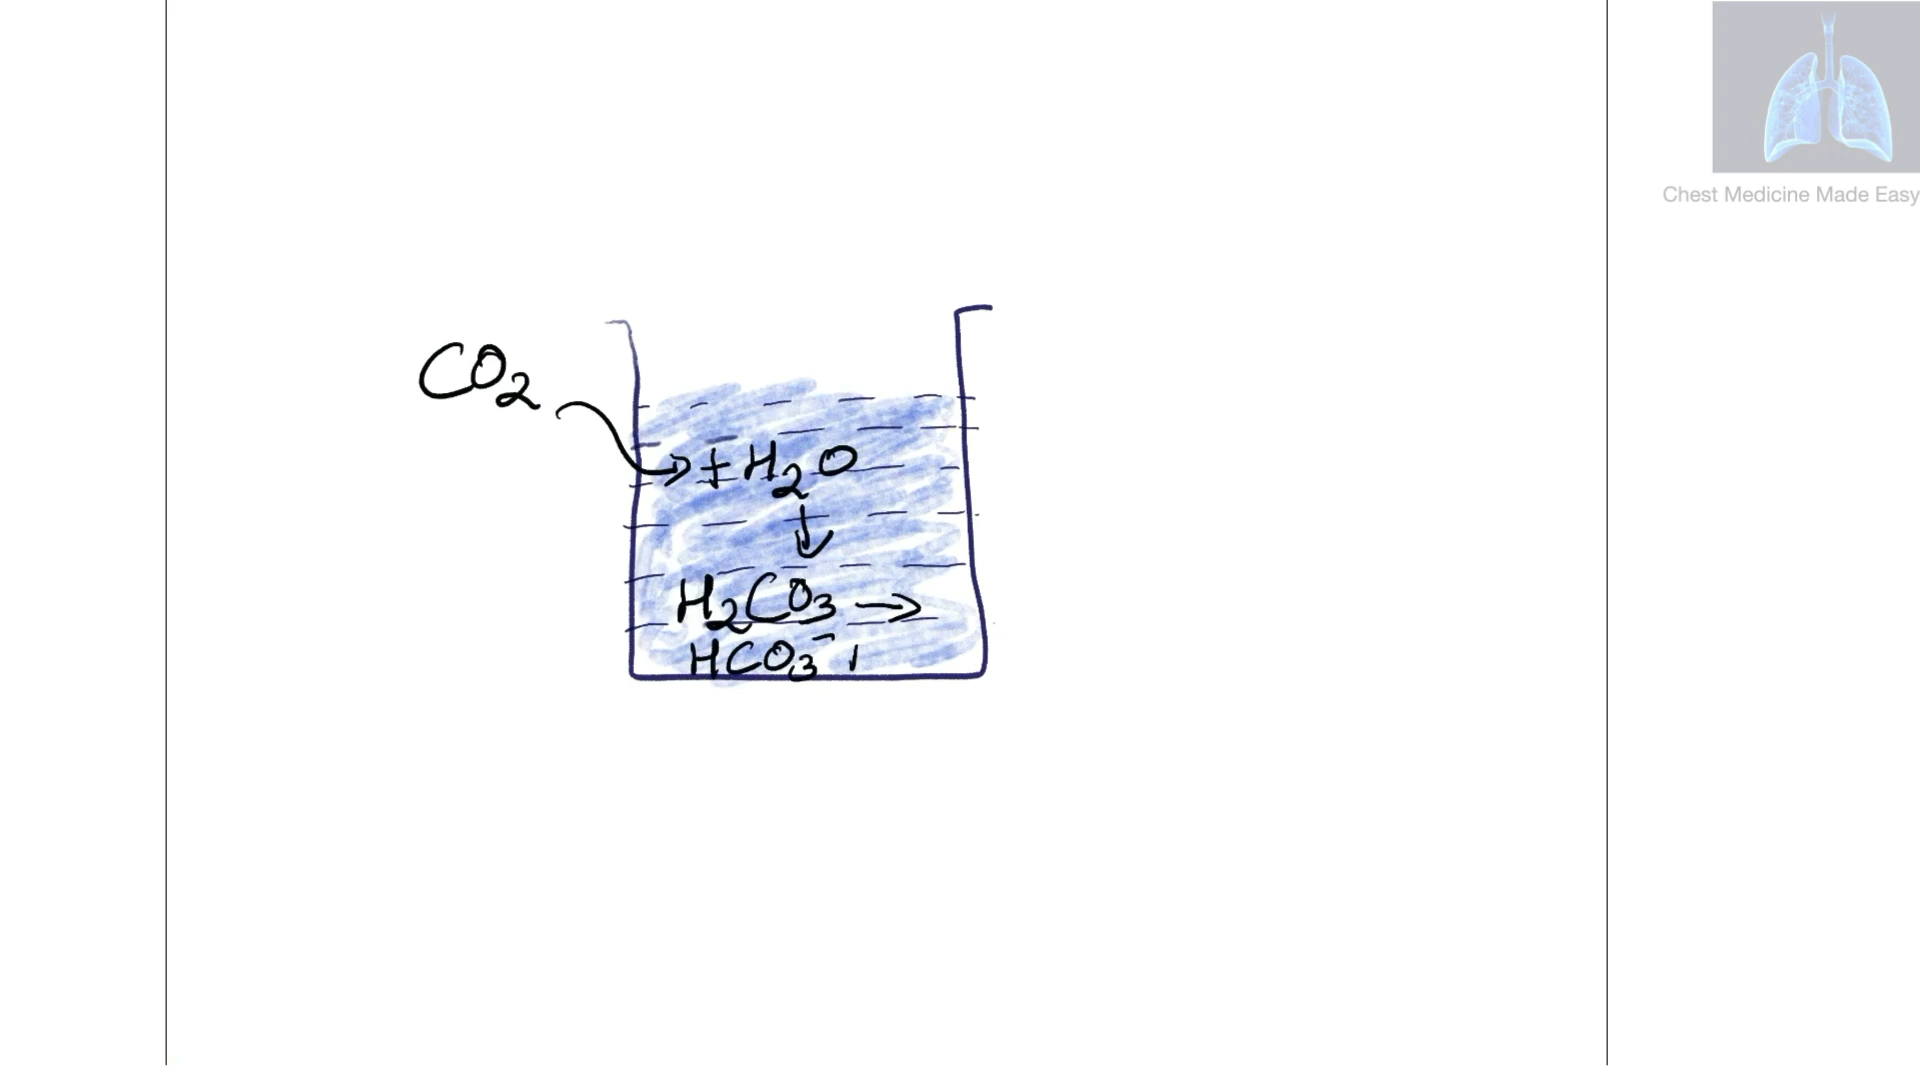 Chest Medicine Made Easy
CO₂
→ + H₂O
↓
H₂CO₃ →
HCO₃⁻ ı